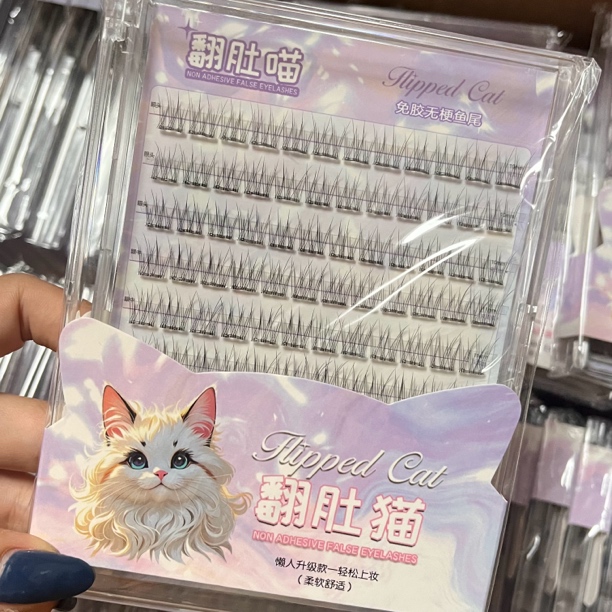 翻肚喵
NON ADHESIVE FALSE EYELASHES
Flipped Cat
免胶无梗鱼尾
Flipped Cat
翻肚猫
NON ADHESIVE FALSE EYELASHES
懒人升级款一轻松上妆
（柔软舒适）